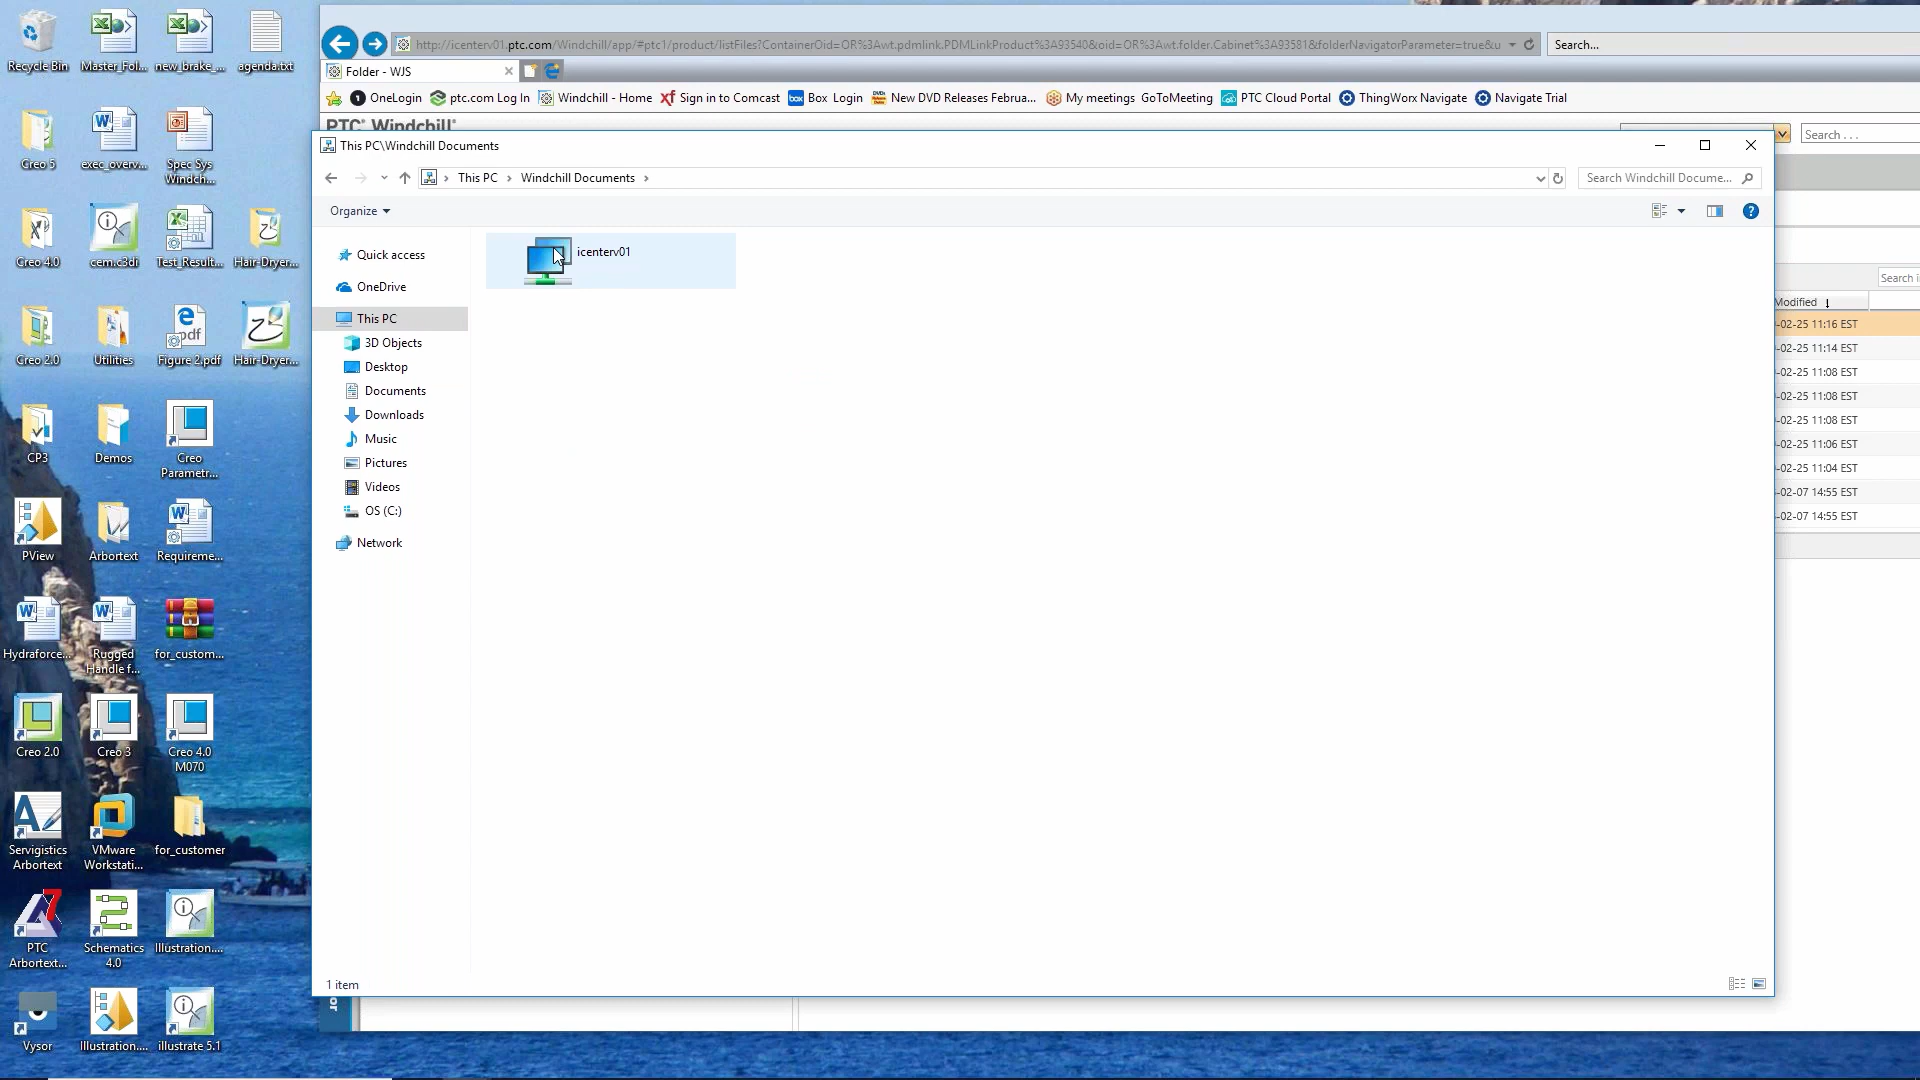 Recycle Bin
Master_Fol...
new_brake_...
agenda.txt
Creo 5
exec_overv...
Spec Sys
Windch...
Creo 4.0
cem.c3di
Test_Result...
Hair-Dryer...
Creo 2.0
Utilities
Figure 2.pdf
Hair-Dryer...
CP3
Demos
Creo
Parametr...
PView
Arbortext
Requireme...
Hydraforce...
Rugged
Handle f...
for_custom...
Creo 2.0
Creo 3
Creo 4.0
M070
Servigistics
Arbortext
VMware
Workstati...
for_customer
PTC
Arbortext...
Schematics
4.0
Illustration....
Vysor
Illustration....
illustrate 5.1
http://icenterv01.ptc.com/Windchill/app/#ptc1/product/listFiles?ContainerOid=OR%3Awt.pdmlink.PDMLinkProduct%3A93540&oid=OR%3Awt.folder.Cabinet%3A93581&folderNavigatorParameter=true&u
Search...
Folder - WJS
OneLogin
ptc.com Log In
Windchill - Home
Sign in to Comcast
Box Login
New DVD Releases Februa...
My meetings GoToMeeting
PTC Cloud Portal
ThingWorx Navigate
Navigate Trial
PTC Windchill
Search . . .
This PC\Windchill Documents
This PC > Windchill Documents >
Search Windchill Docume...
Organize
Quick access
OneDrive
This PC
3D Objects
Desktop
Documents
Downloads
Music
Pictures
Videos
OS (C:)
Network
icenterv01
1 item
Search i
Modified
-02-25 11:16 EST
-02-25 11:14 EST
-02-25 11:08 EST
-02-25 11:08 EST
-02-25 11:08 EST
-02-25 11:06 EST
-02-25 11:04 EST
-02-07 14:55 EST
-02-07 14:55 EST
or